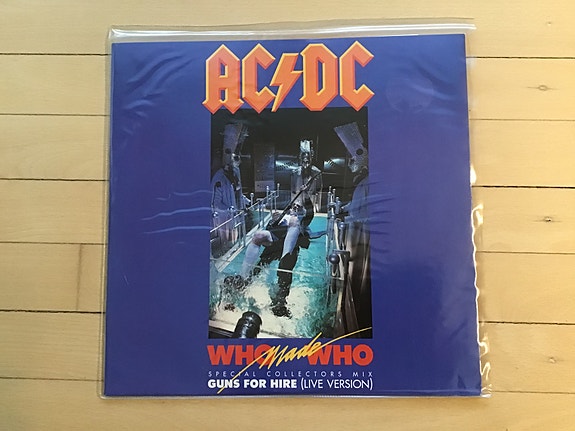 AC⚡DC
WHO Made WHO
SPECIAL COLLECTORS MIX
GUNS FOR HIRE (LIVE VERSION)